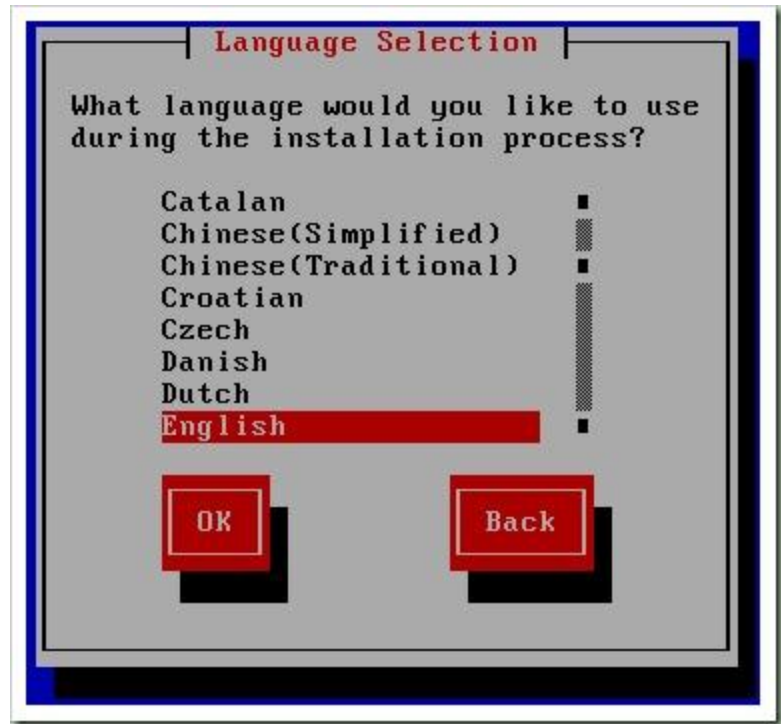 Language Selection
What language would you like to use
during the installation process?
Catalan
Chinese(Simplified)
Chinese(Traditional)
Croatian
Czech
Danish
Dutch
English
OK
Back